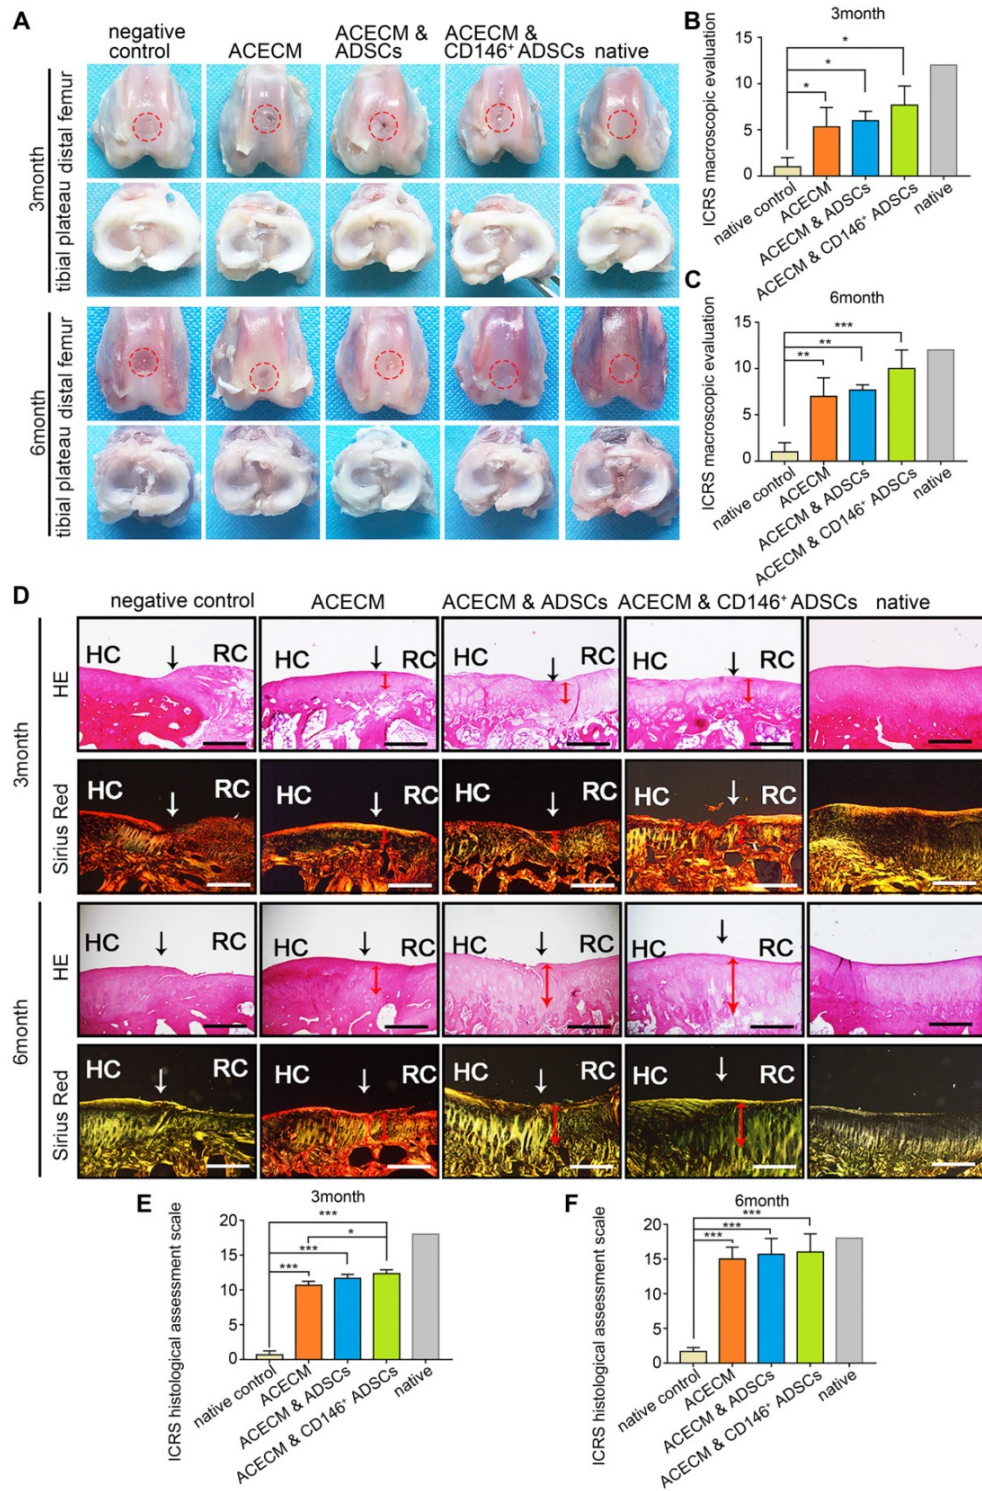 A
negative control
ACECM
ACECM & ADSCs
ACECM & CD146⁺ ADSCs
native
3month
distal femur
tibial plateau
6month
distal femur
tibial plateau
B
3month
ICRS macroscopic evaluation
15
10
5
0
*
*
*
native control
ACECM
ACECM & ADSCs
ACECM & CD146⁺ ADSCs
native
C
6month
ICRS macroscopic evaluation
15
10
5
0
***
**
**
native control
ACECM
ACECM & ADSCs
ACECM & CD146⁺ ADSCs
native
D
negative control
ACECM
ACECM & ADSCs
ACECM & CD146⁺ ADSCs
native
3month
HE
HC RC
HC RC
HC RC
HC RC
Sirius Red
HC RC
HC RC
HC RC
HC RC
6month
HE
HC RC
HC RC
HC RC
HC RC
Sirius Red
HC RC
HC RC
HC RC
HC RC
E
3month
ICRS histological assessment scale
20
15
10
5
0
***
*
***
***
native control
ACECM
ACECM & ADSCs
ACECM & CD146⁺ ADSCs
native
F
6month
ICRS histological assessment scale
20
15
10
5
0
***
***
***
native control
ACECM
ACECM & ADSCs
ACECM & CD146⁺ ADSCs
native